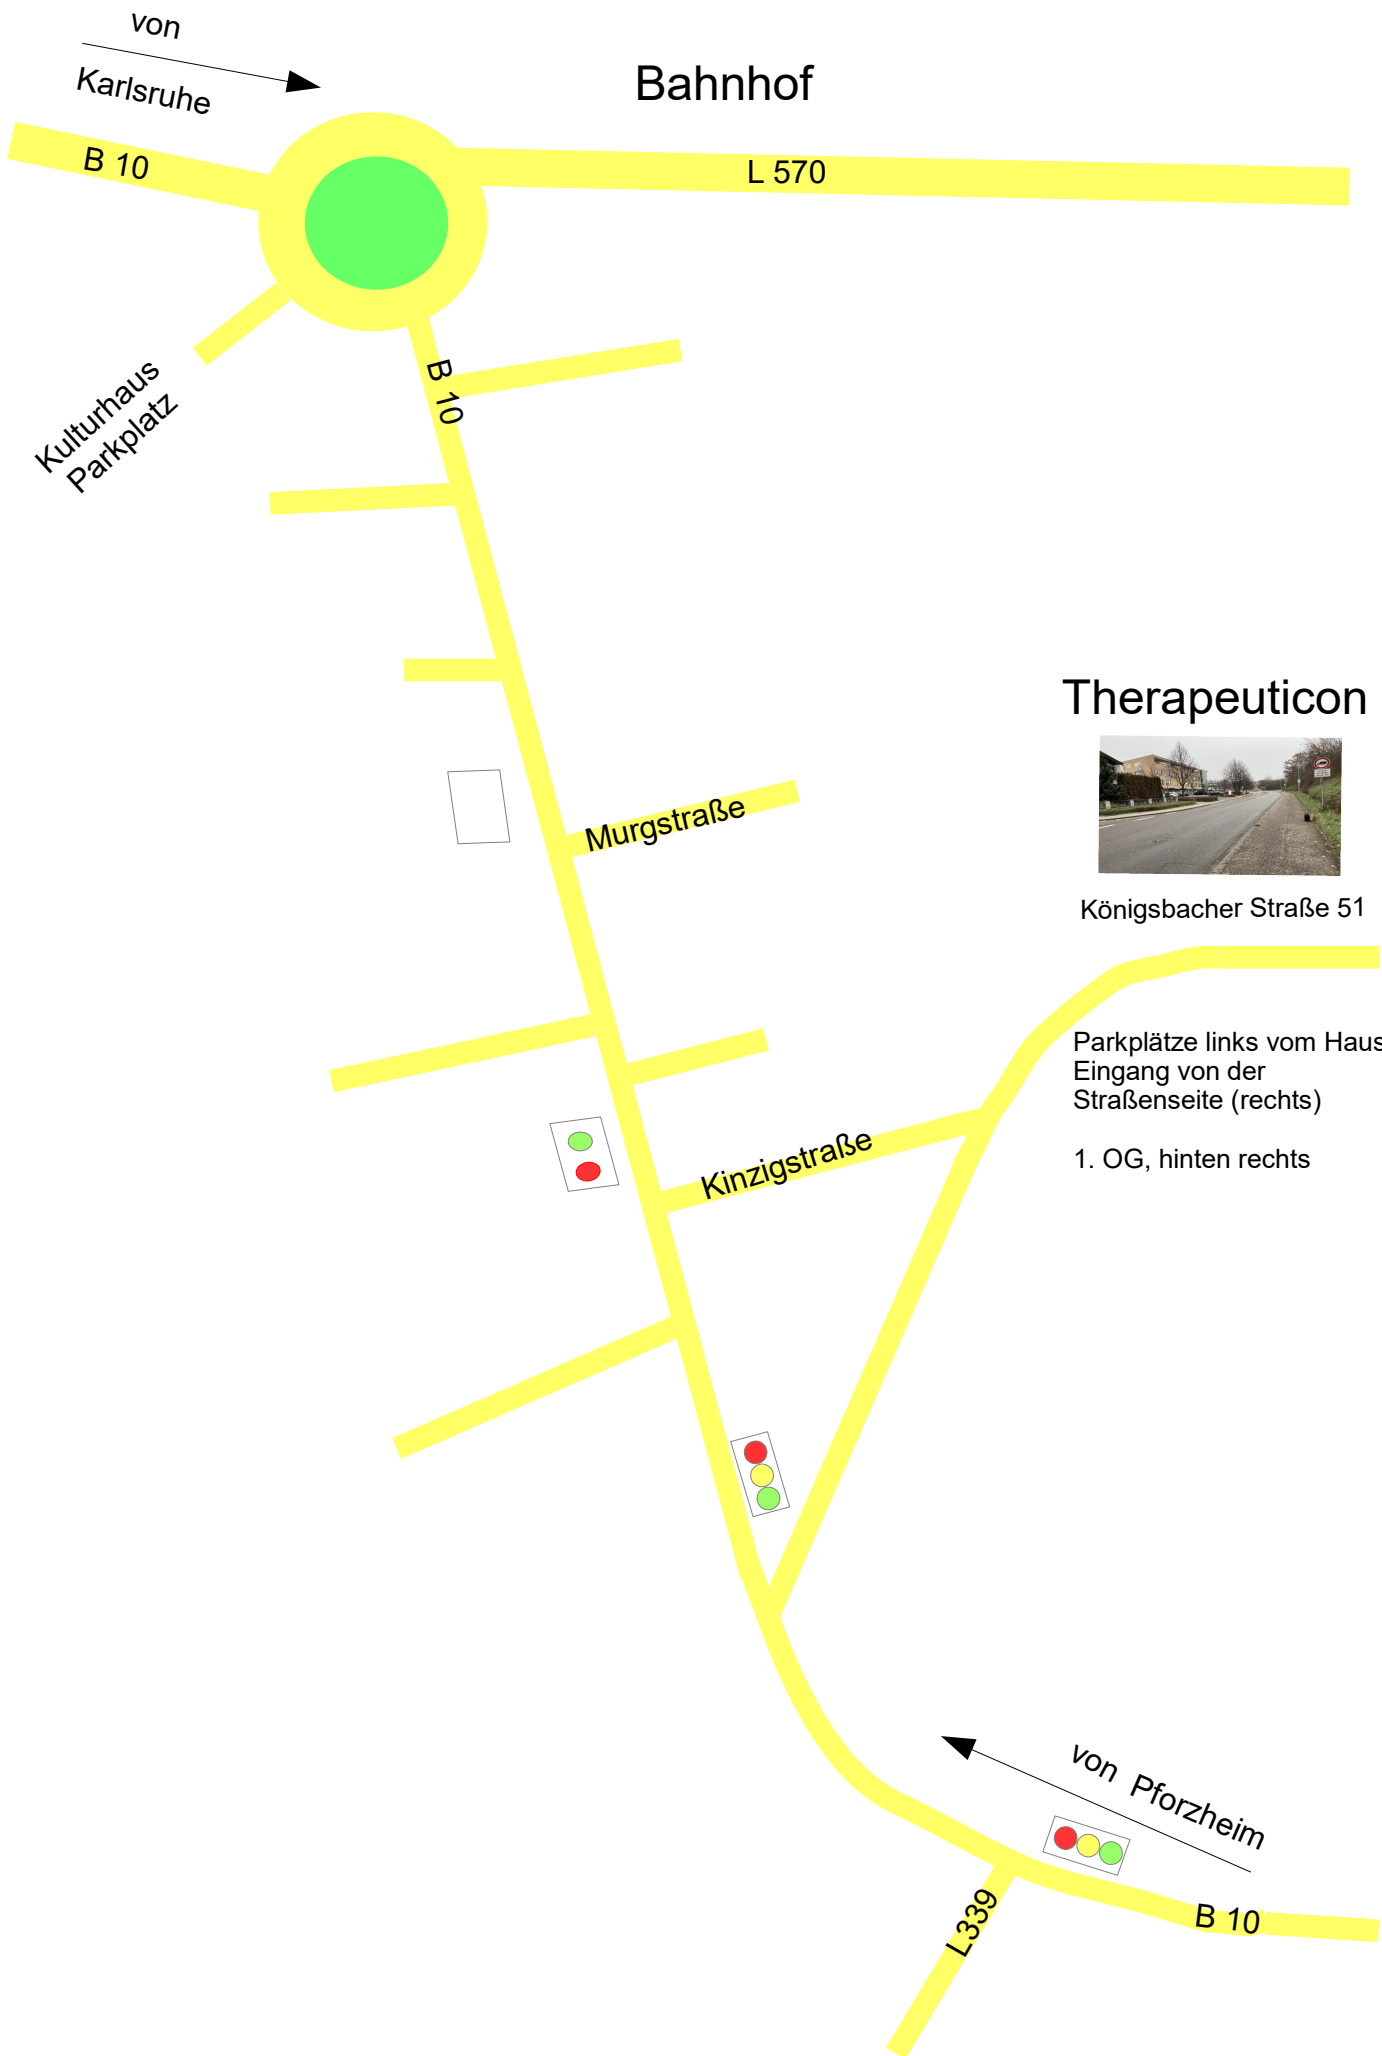 von
Karlsruhe
Bahnhof
B 10
L 570
Kulturhaus
Parkplatz
B 10
Therapeuticon
Murgstraße
Königsbacher Straße 51
Parkplätze links vom Haus
Eingang von der
Straßenseite (rechts)
1. OG, hinten rechts
Kinzigstraße
von Pforzheim
L339
B 10